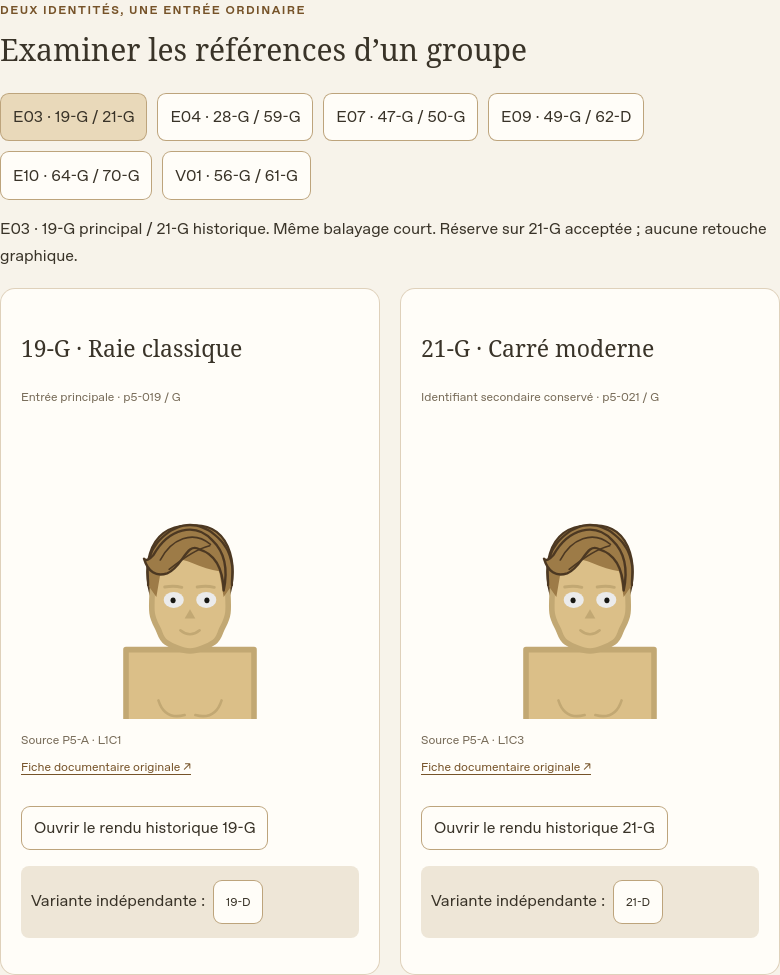 DEUX IDENTITÉS, UNE ENTRÉE ORDINAIRE
Examiner les références d’un groupe
E03 · 19-G / 21-G
E04 · 28-G / 59-G
E07 · 47-G / 50-G
E09 · 49-G / 62-D
E10 · 64-G / 70-G
V01 · 56-G / 61-G
E03 · 19-G principal / 21-G historique. Même balayage court. Réserve sur 21-G acceptée ; aucune retouche
graphique.
19-G · Raie classique
Entrée principale · p5-019 / G
Source P5-A · L1C1
Fiche documentaire originale ↗
Ouvrir le rendu historique 19-G
Variante indépendante : 19-D
21-G · Carré moderne
Identifiant secondaire conservé · p5-021 / G
Source P5-A · L1C3
Fiche documentaire originale ↗
Ouvrir le rendu historique 21-G
Variante indépendante : 21-D